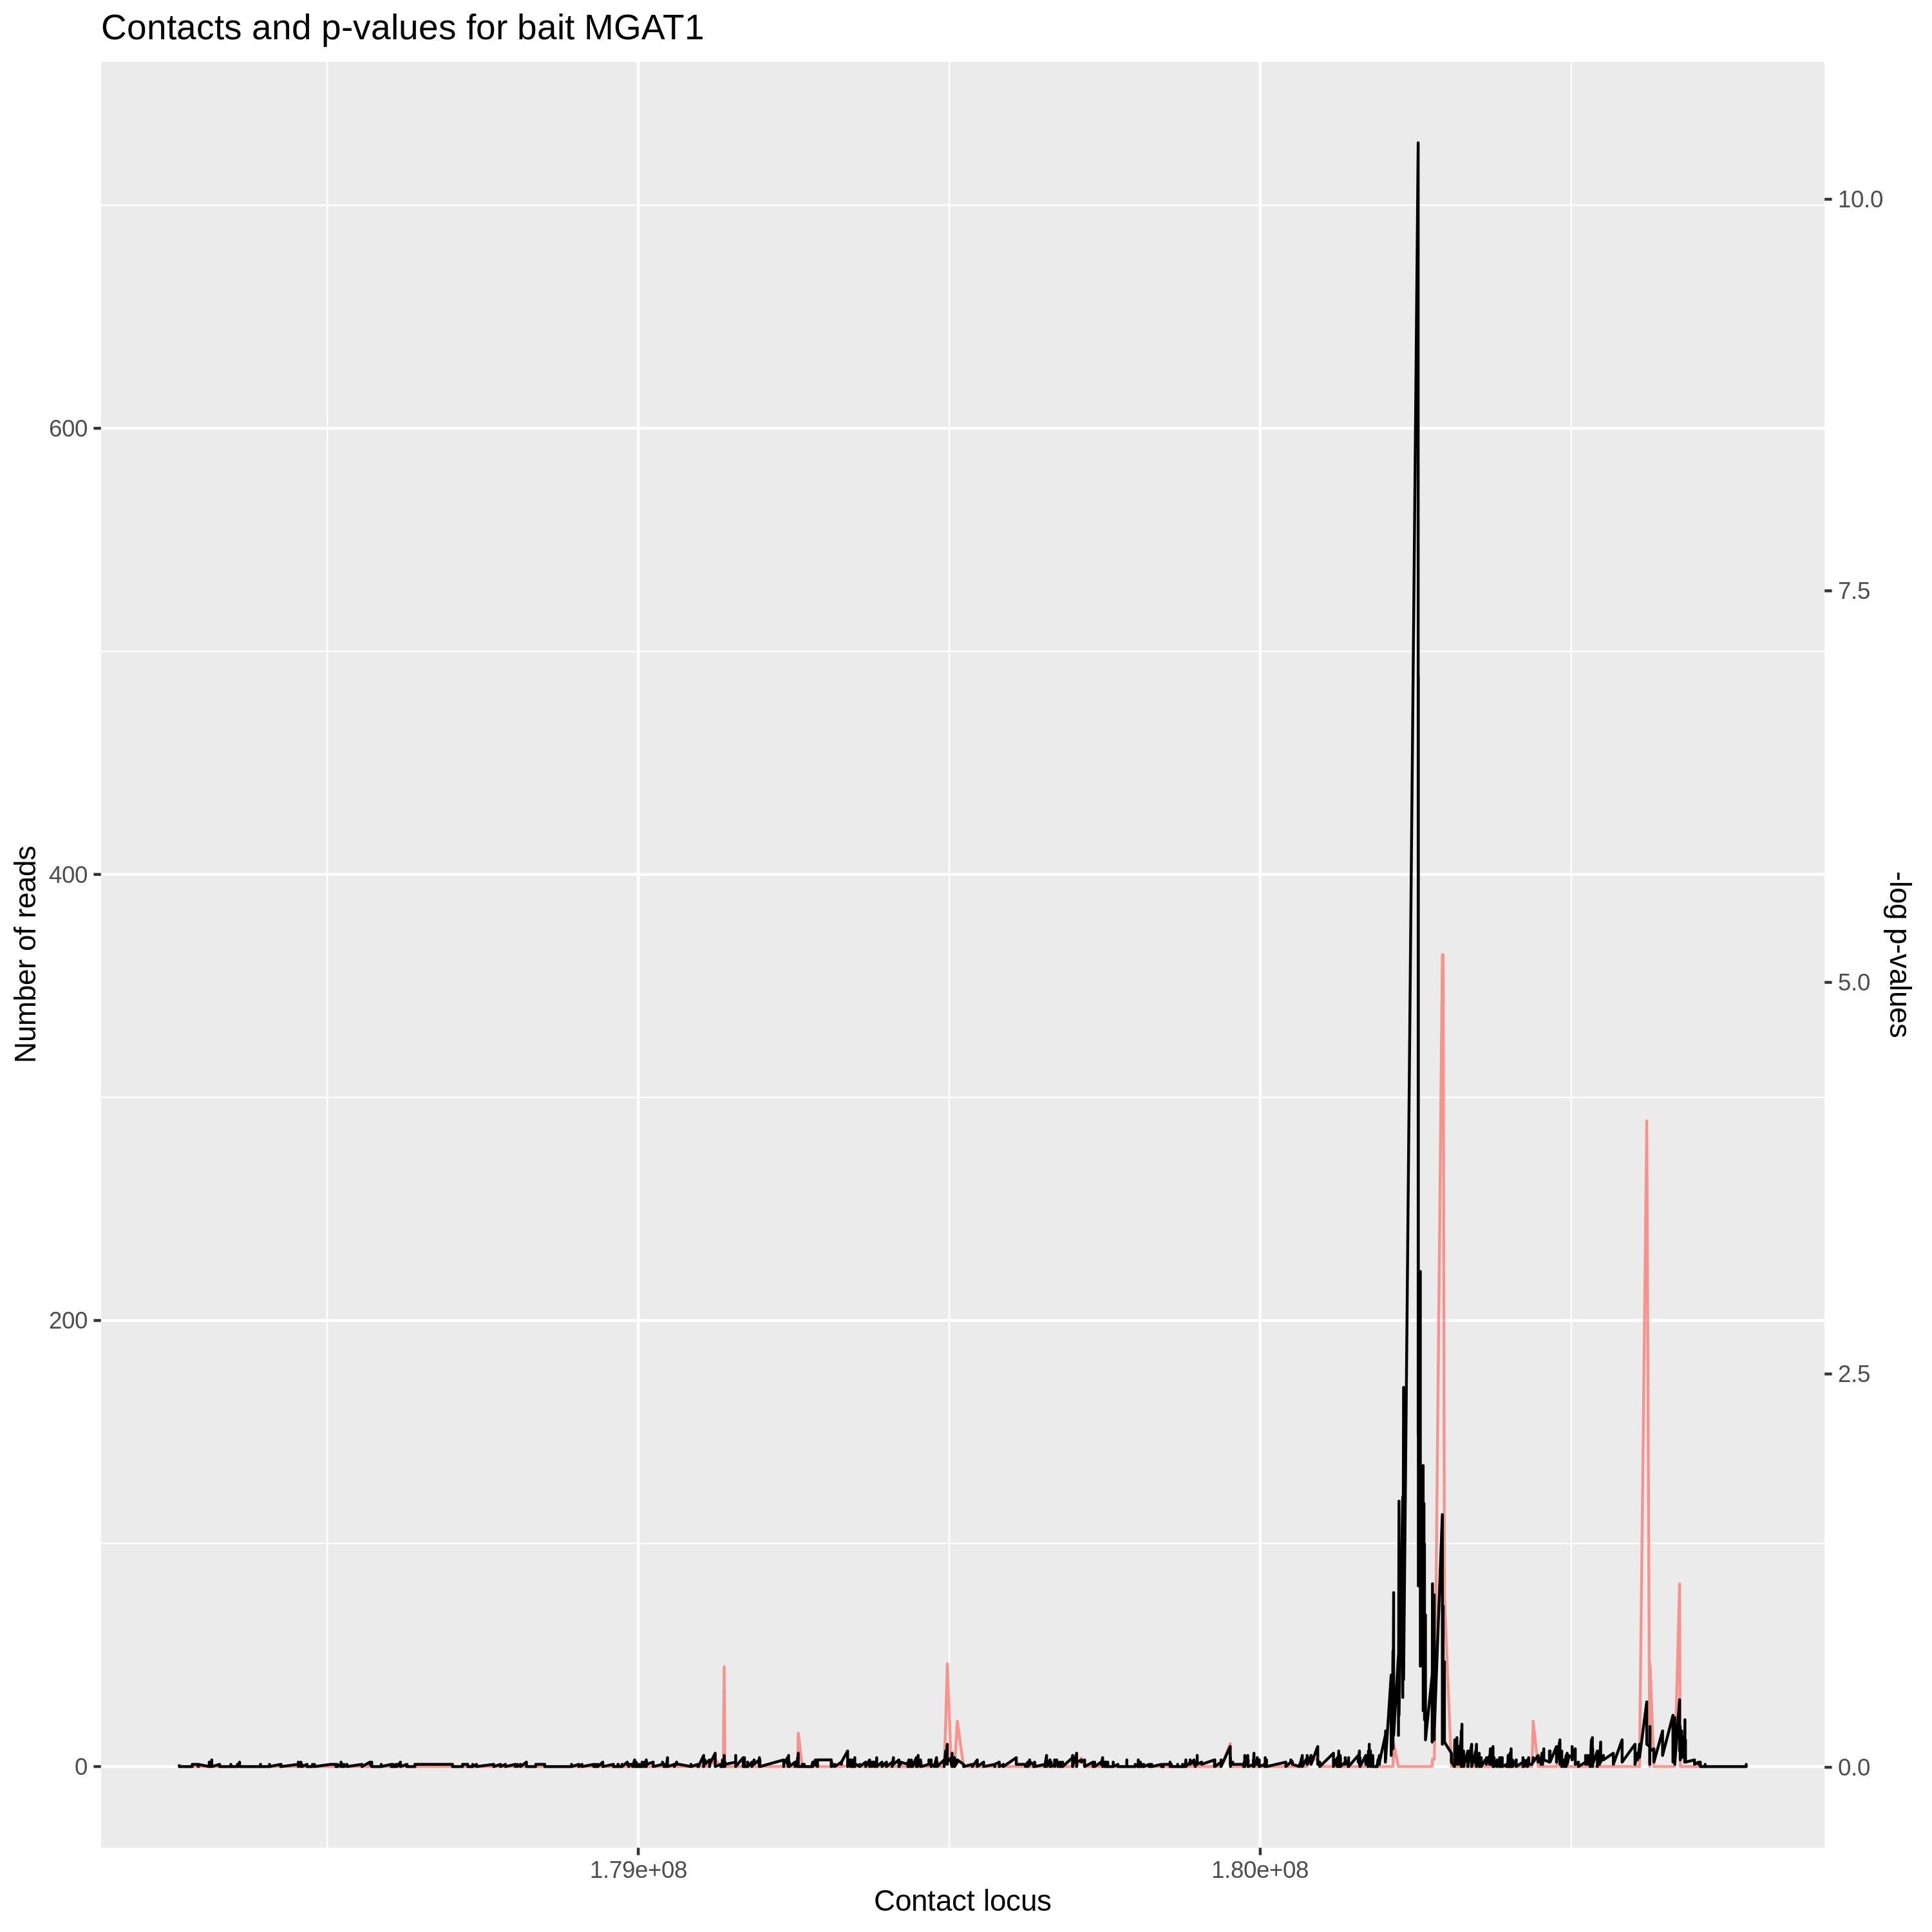 Contacts and p-values for bait MGAT1
Number of reads
600
400
200
0
10.0
7.5
5.0
2.5
0.0
-log p-values
1.79e+08
1.80e+08
Contact locus